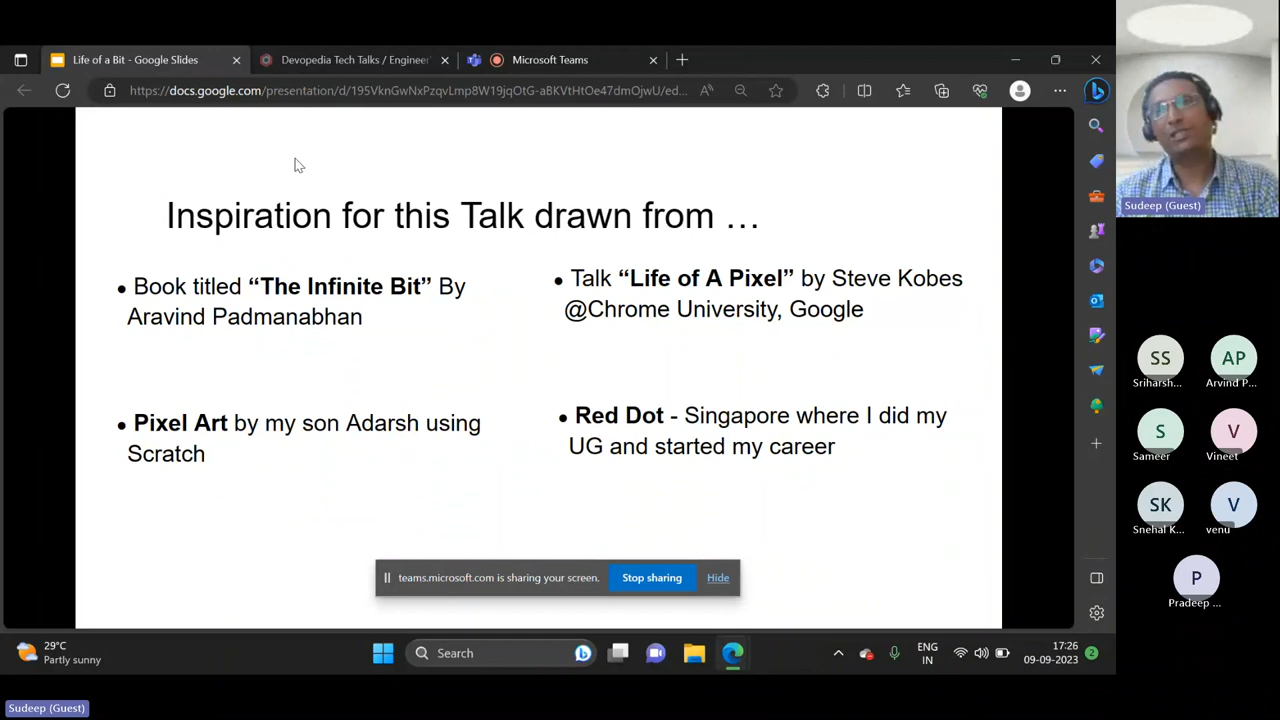 Life of a Bit - Google Slides
Devopedia Tech Talks / Engineer
Microsoft Teams
https://docs.google.com/presentation/d/195VknGwNxPzqvLmp8W19jqOtG-aBKVtHtOe47dmOjwU/ed...
Inspiration for this Talk drawn from …
• Book titled “The Infinite Bit” By
Aravind Padmanabhan
• Talk “Life of A Pixel” by Steve Kobes
@Chrome University, Google
• Pixel Art by my son Adarsh using
Scratch
• Red Dot - Singapore where I did my
UG and started my career
teams.microsoft.com is sharing your screen.
Stop sharing
Hide
Sudeep (Guest)
SS
Sriharsh...
AP
Arvind P...
S
Sameer
V
Vineet
SK
Snehal K...
V
venu
P
Pradeep ...
29°C
Partly sunny
Search
ENG
IN
17:26
09-09-2023
2
Sudeep (Guest)